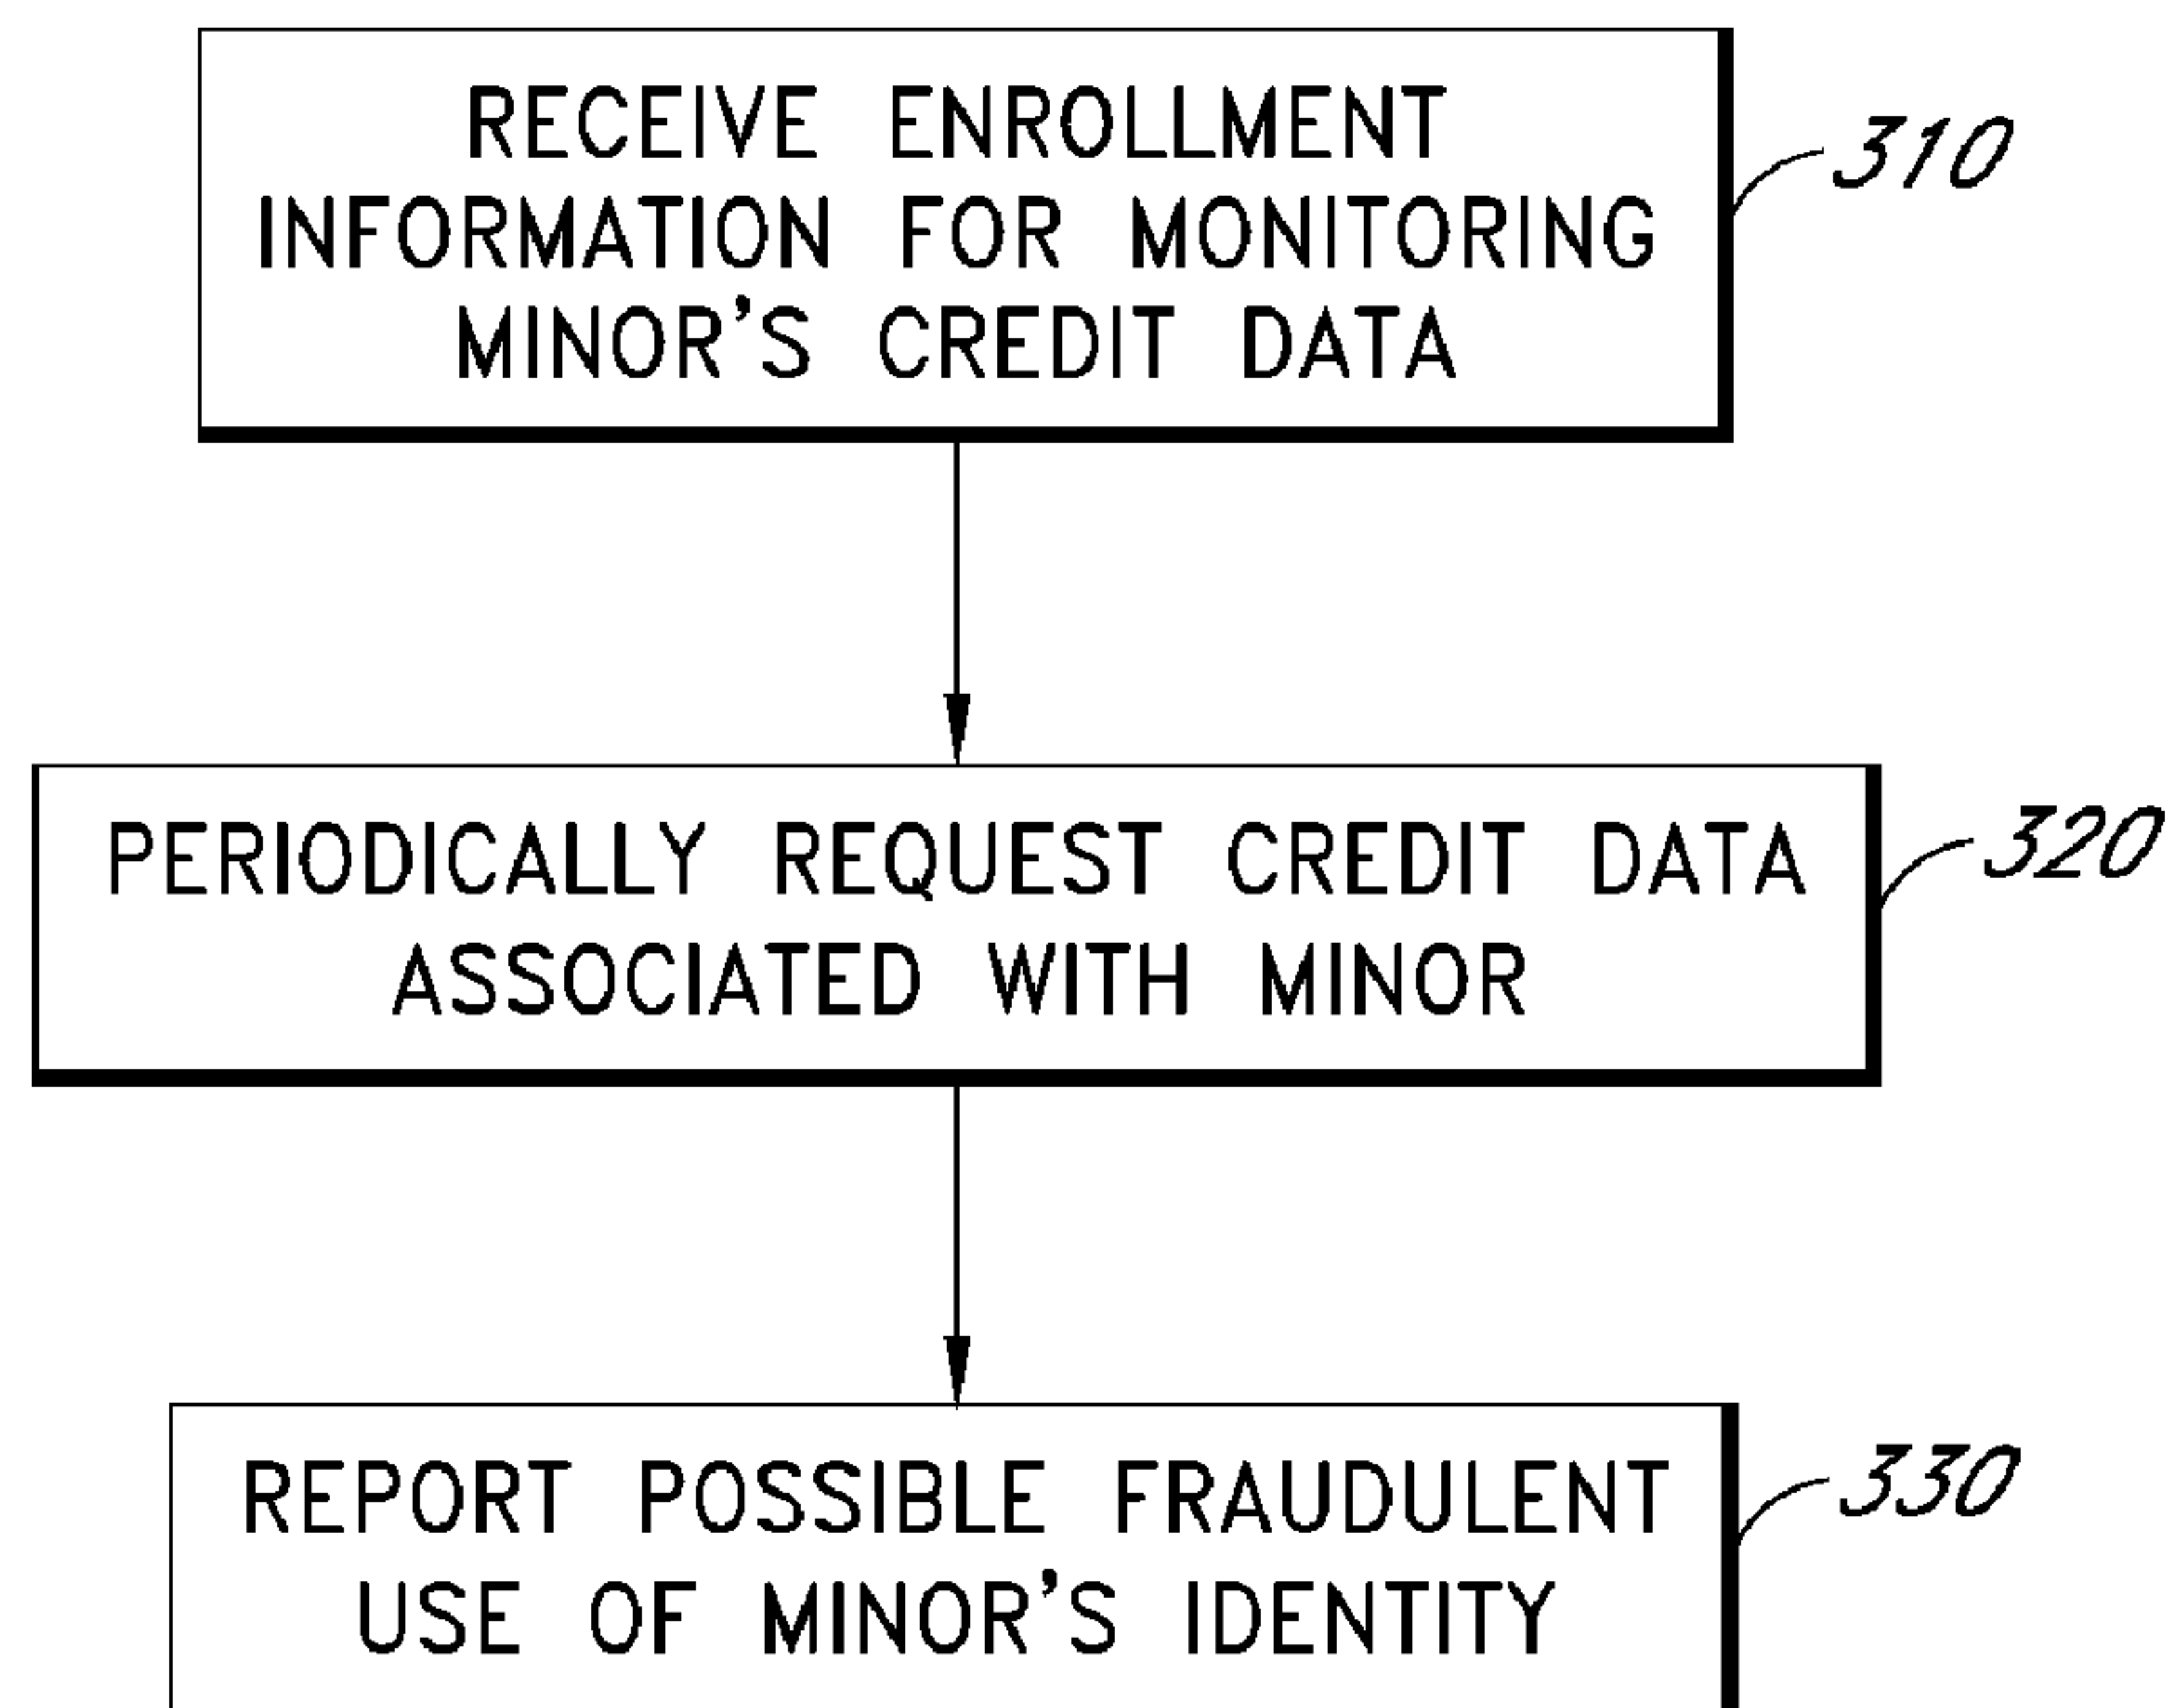 RECEIVE ENROLLMENT
INFORMATION FOR MONITORING
MINOR'S CREDIT DATA
310
PERIODICALLY REQUEST CREDIT DATA
ASSOCIATED WITH MINOR
320
REPORT POSSIBLE FRAUDULENT
USE OF MINOR'S IDENTITY
330